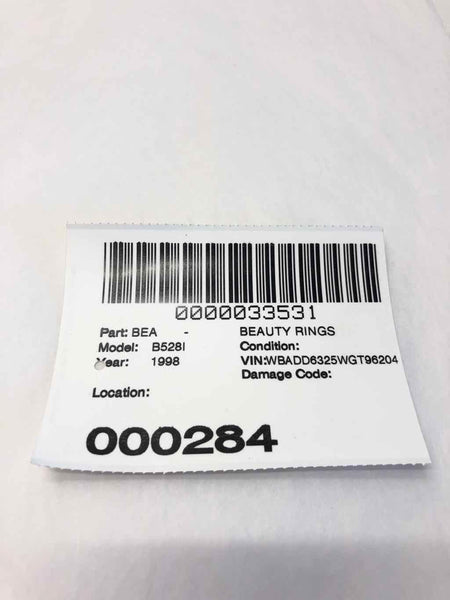 0000033531
Part: BEA - BEAUTY RINGS
Model: B528I Condition:
Year: 1998 VIN:WBADD6325WGT96204
Damage Code:
Location:
000284